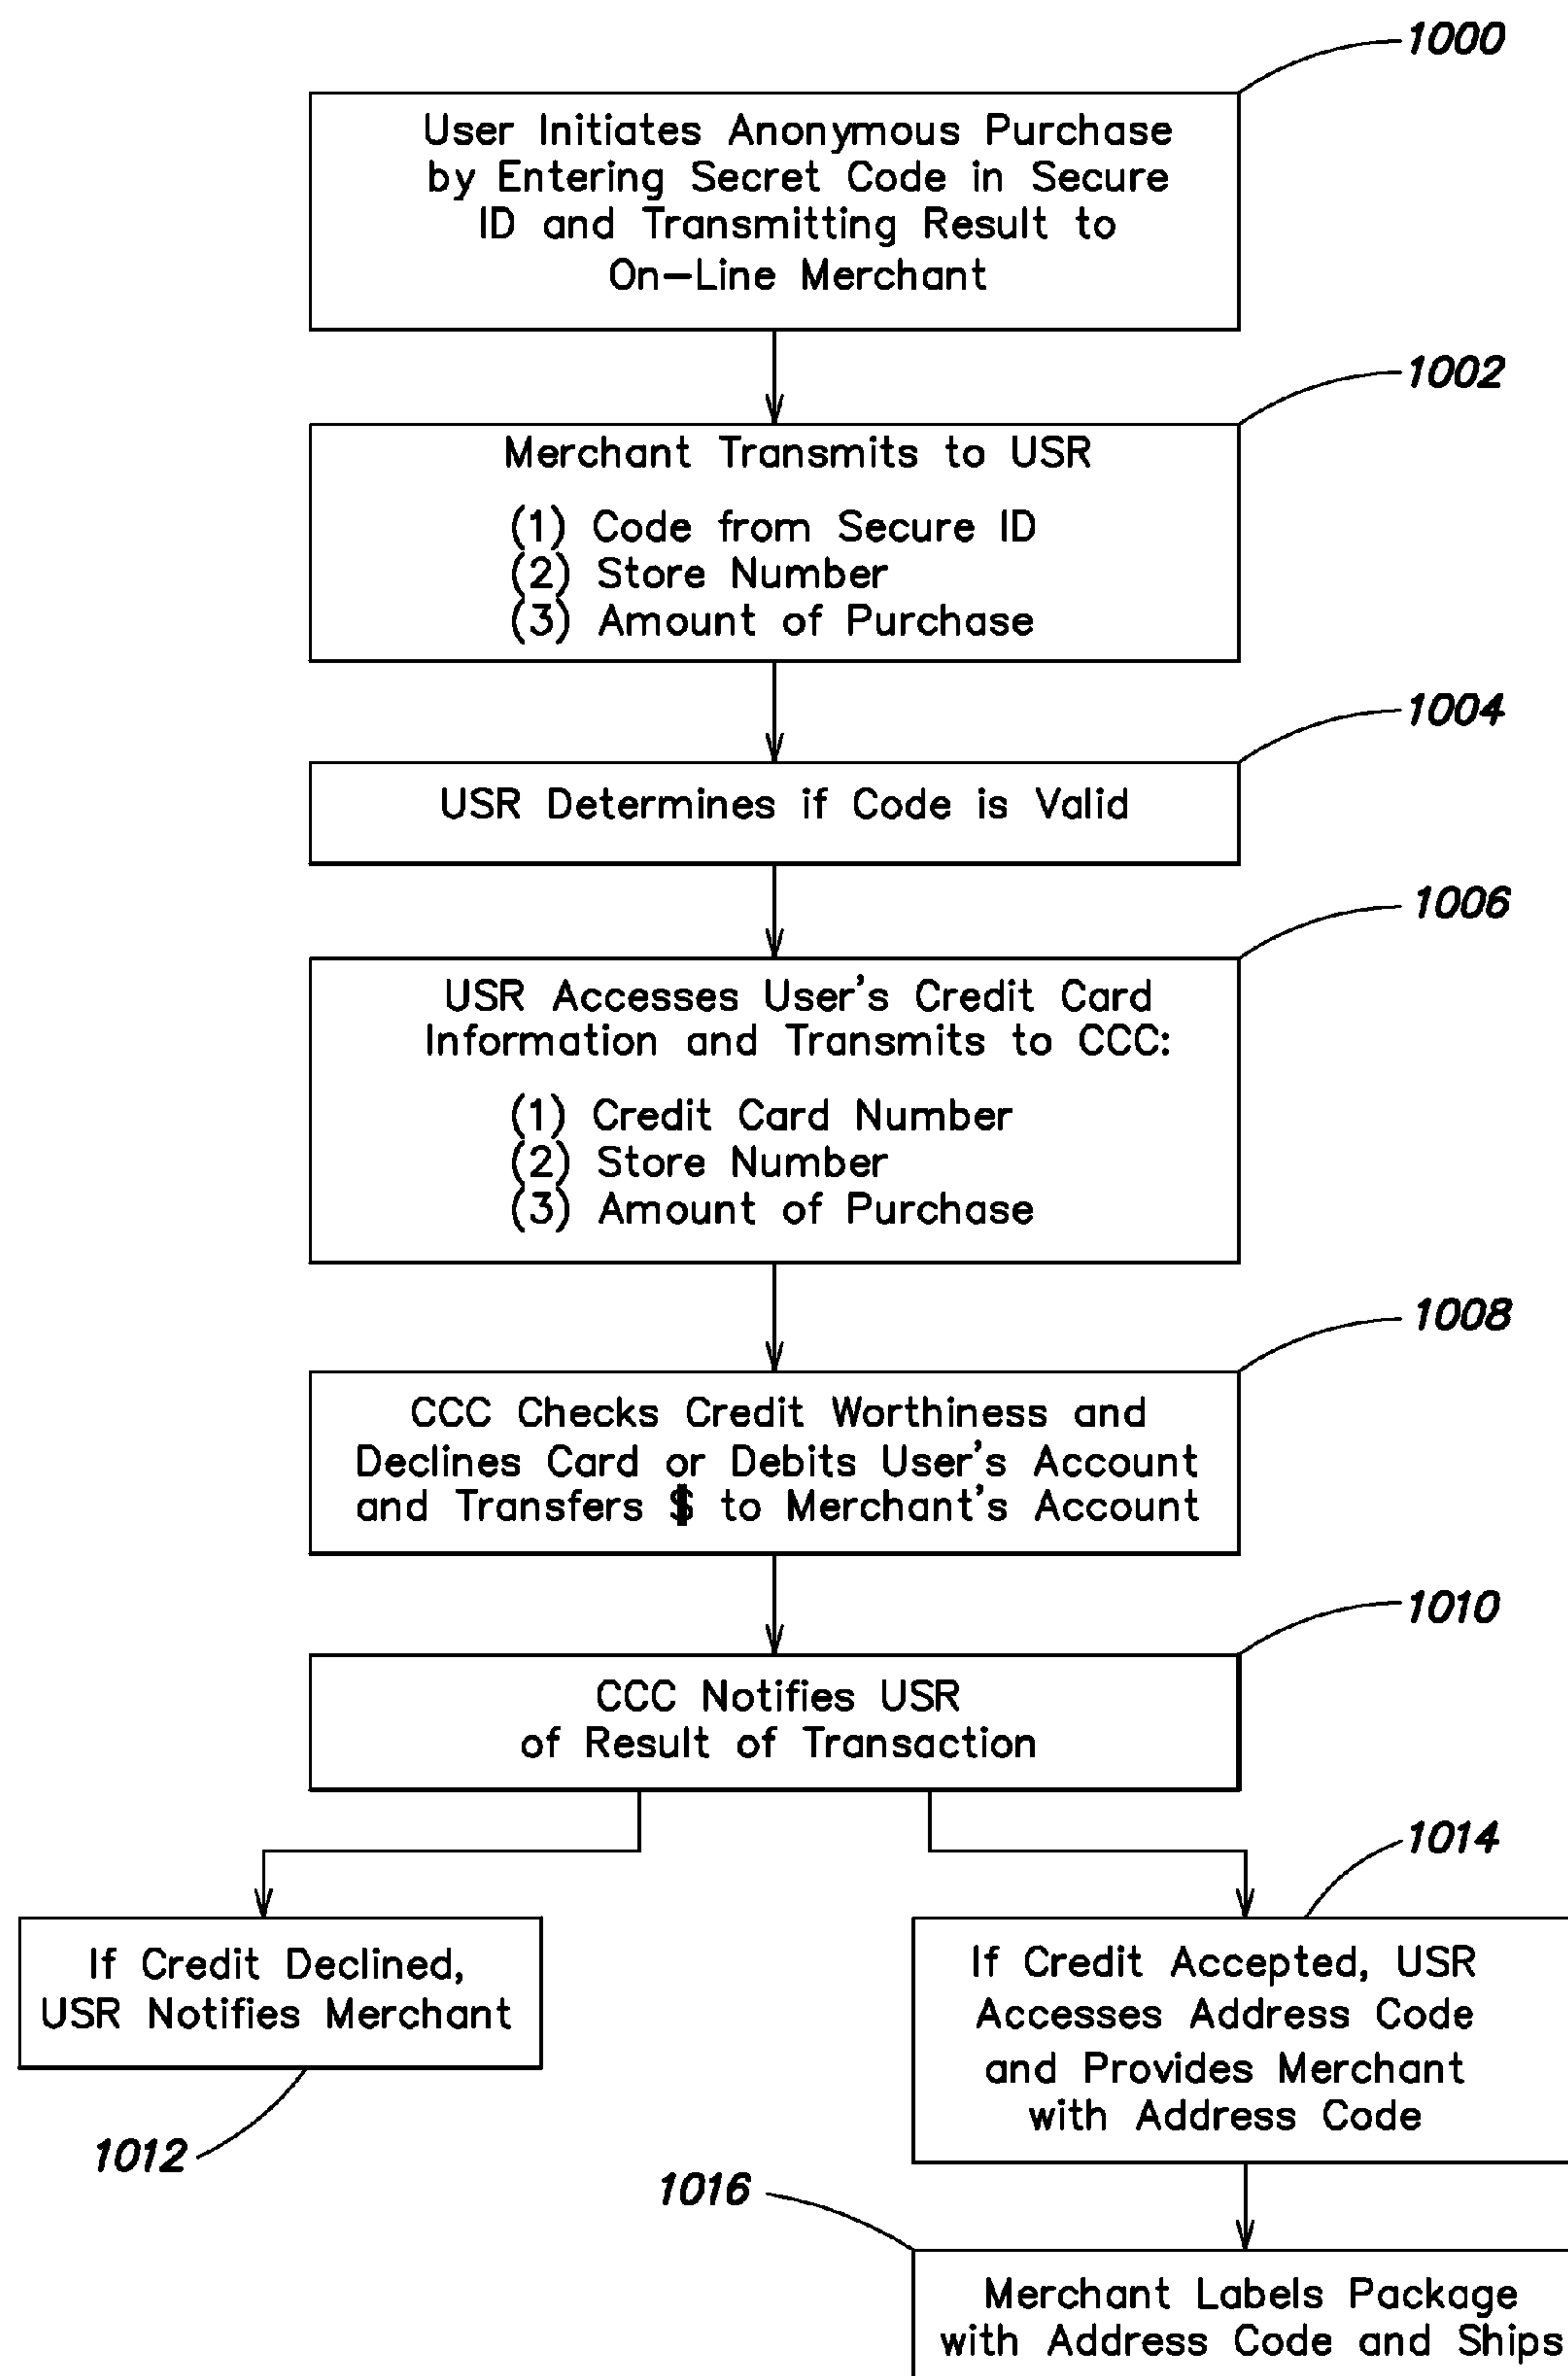 1000
User Initiates Anonymous Purchase
by Entering Secret Code in Secure
ID and Transmitting Result to
On-Line Merchant
1002
Merchant Transmits to USR
(1) Code from Secure ID
(2) Store Number
(3) Amount of Purchase
1004
USR Determines if Code is Valid
1006
USR Accesses User's Credit Card
Information and Transmits to CCC:
(1) Credit Card Number
(2) Store Number
(3) Amount of Purchase
1008
CCC Checks Credit Worthiness and
Declines Card or Debits User's Account
and Transfers $ to Merchant's Account
1010
CCC Notifies USR
of Result of Transaction
If Credit Declined,
USR Notifies Merchant
1012
1014
If Credit Accepted, USR
Accesses Address Code
and Provides Merchant
with Address Code
1016
Merchant Labels Package
with Address Code and Ships